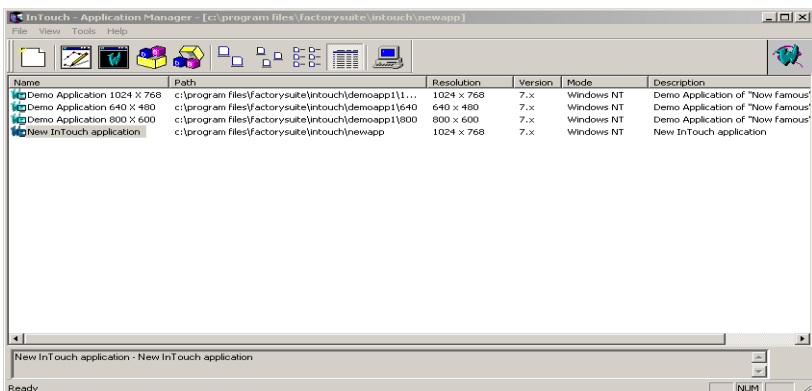 InTouch - Application Manager - [c:\program files\factorysuite\intouch\newapp]
File View Tools Help
Name Path Resolution Version Mode Description
Demo Application 1024 X 768 c:\program files\factorysuite\intouch\demoapp1\1... 1024 x 768 7.x Windows NT Demo Application of "Now famous"
Demo Application 640 X 480 c:\program files\factorysuite\intouch\demoapp1\640 640 x 480 7.x Windows NT Demo Application of "Now famous"
Demo Application 800 X 600 c:\program files\factorysuite\intouch\demoapp1\800 800 x 600 7.x Windows NT Demo Application of "Now famous"
New InTouch application c:\program files\factorysuite\intouch\newapp 1024 x 768 7.x Windows NT New InTouch application
New InTouch application - New InTouch application
Ready NUM